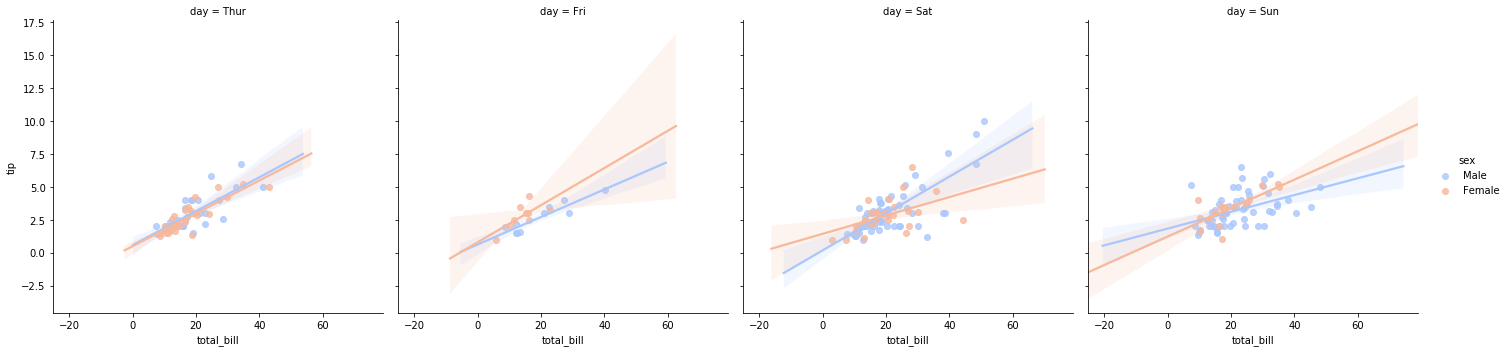 day = Thur
day = Fri
day = Sat
day = Sun
17.5
15.0
12.5
10.0
7.5
5.0
2.5
0.0
−2.5
tip
sex
Male
Female
−20 0 20 40 60
−20 0 20 40 60
−20 0 20 40 60
−20 0 20 40 60
total_bill
total_bill
total_bill
total_bill